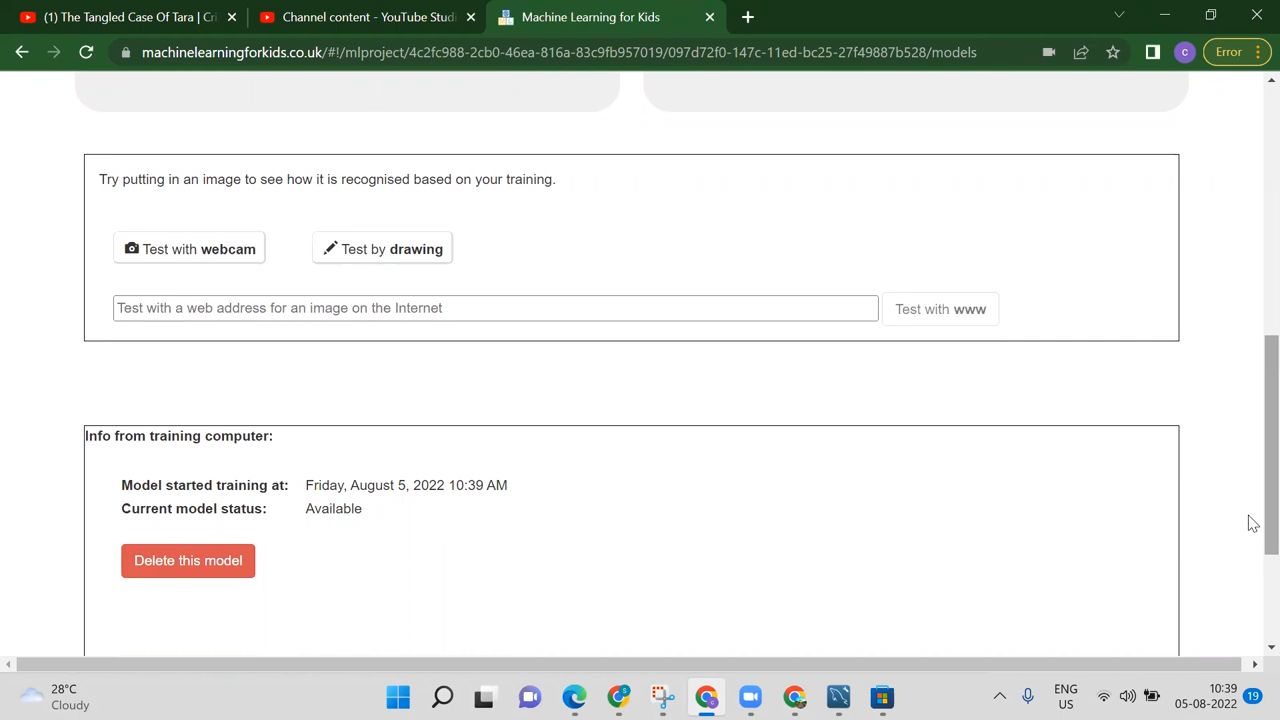 (1) The Tangled Case Of Tara | Cri
Channel content - YouTube Studi
Machine Learning for Kids
machinelearningforkids.co.uk/#!/mlproject/4c2fc988-2cb0-46ea-816a-83c9fb957019/097d72f0-147c-11ed-bc25-27f49887b528/models
c
Error
Try putting in an image to see how it is recognised based on your training.
Test with webcam
Test by drawing
Test with a web address for an image on the Internet
Test with www
Info from training computer:
Model started training at: Friday, August 5, 2022 10:39 AM
Current model status: Available
Delete this model
28°C
Cloudy
ENG
US
10:39
05-08-2022
19